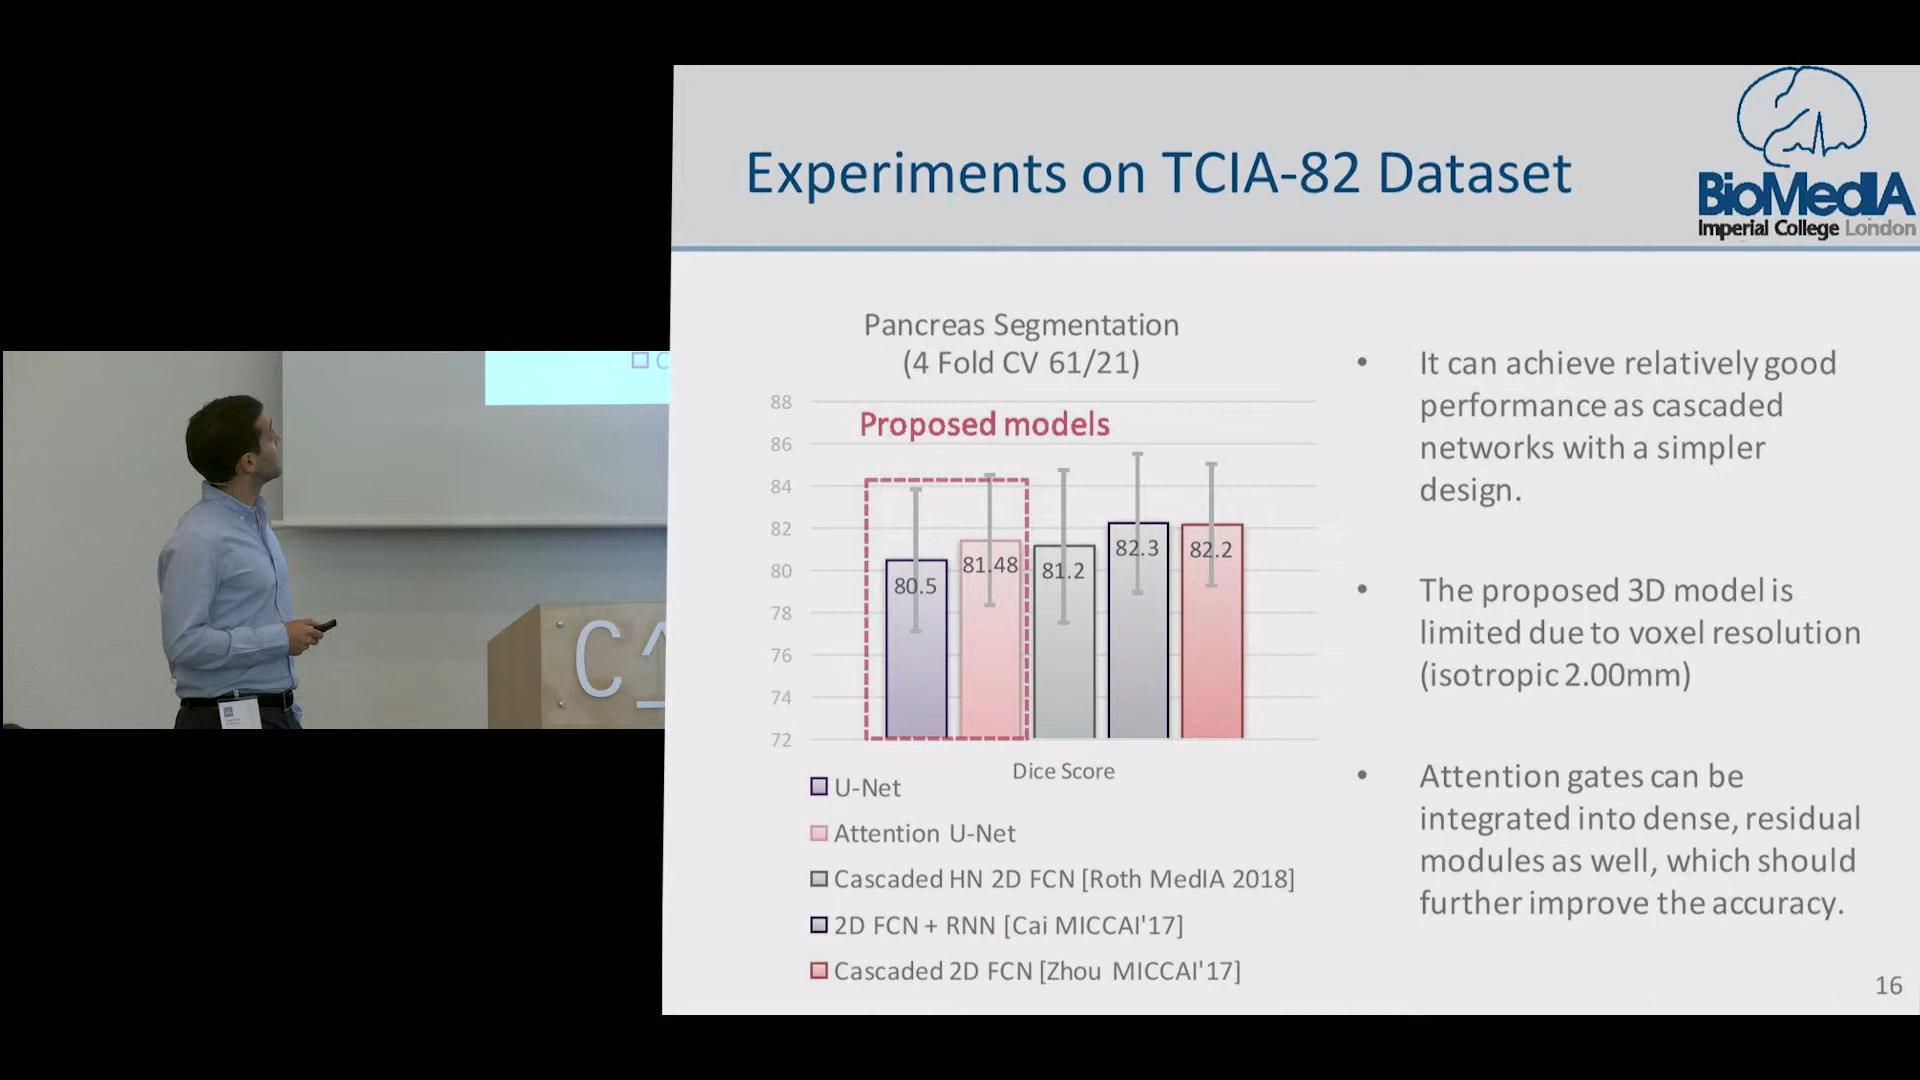 Experiments on TCIA-82 Dataset
BioMedIA
Imperial College London
Pancreas Segmentation
(4 Fold CV 61/21)
88
86
84
82
80
78
76
74
72
Proposed models
80.5
81.48
81.2
82.3
82.2
Dice Score
U-Net
Attention U-Net
Cascaded HN 2D FCN [Roth MedIA 2018]
2D FCN + RNN [Cai MICCAI'17]
Cascaded 2D FCN [Zhou MICCAI'17]
• It can achieve relatively good
performance as cascaded
networks with a simpler
design.
• The proposed 3D model is
limited due to voxel resolution
(isotropic 2.00mm)
• Attention gates can be
integrated into dense, residual
modules as well, which should
further improve the accuracy.
16